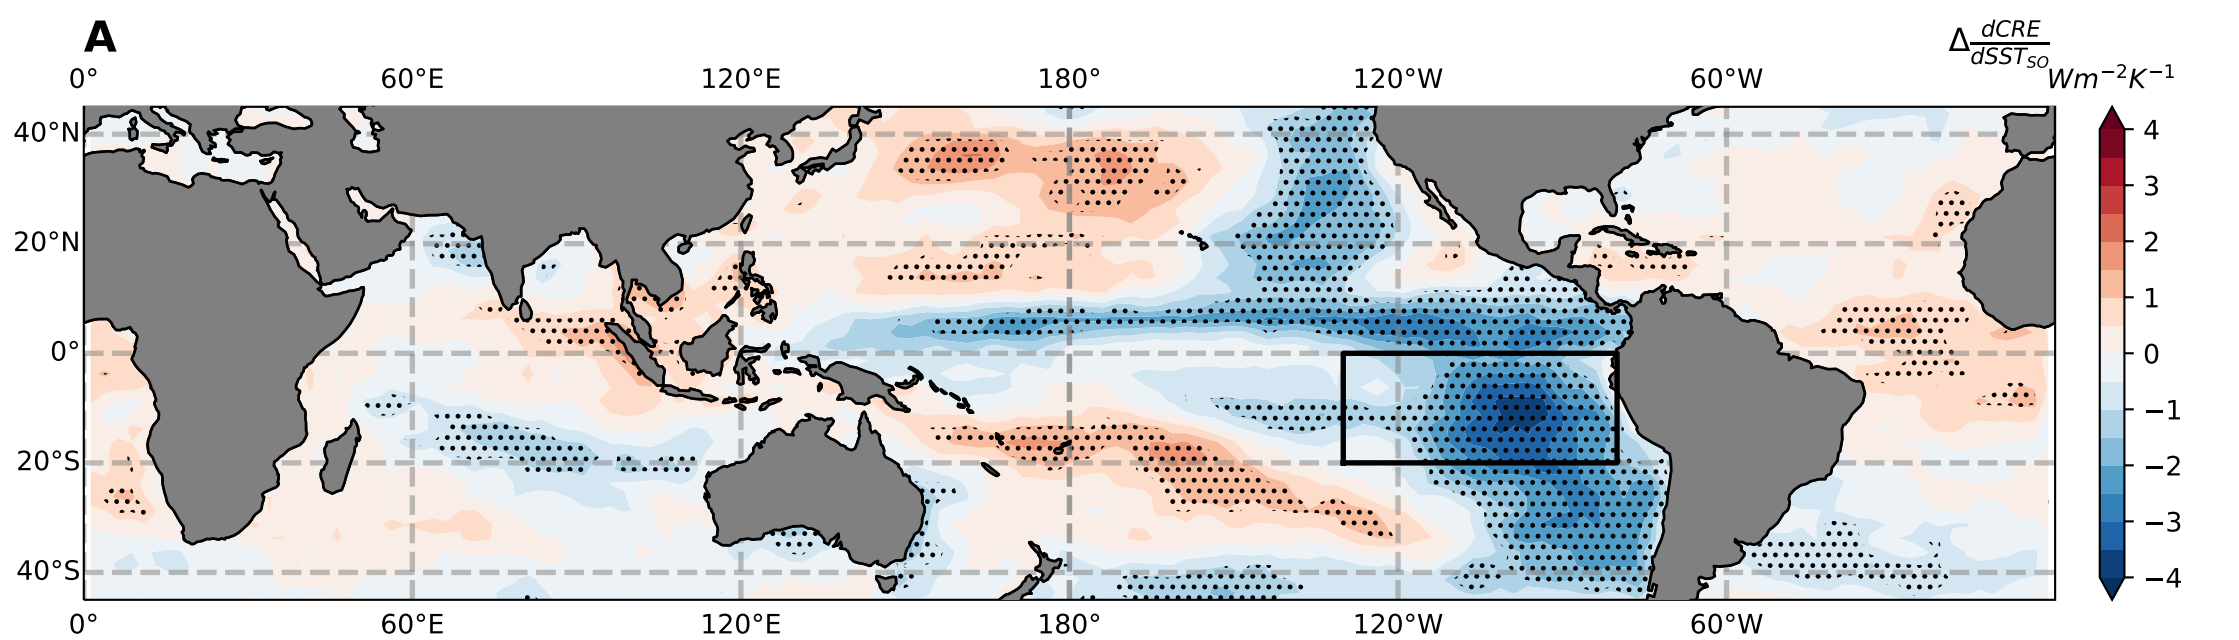 A
Δ dCRE/dSST_SO
Wm⁻²K⁻¹
0° 60°E 120°E 180° 120°W 60°W
40°N
20°N
0°
20°S
40°S
0° 60°E 120°E 180° 120°W 60°W
4
3
2
1
0
−1
−2
−3
−4